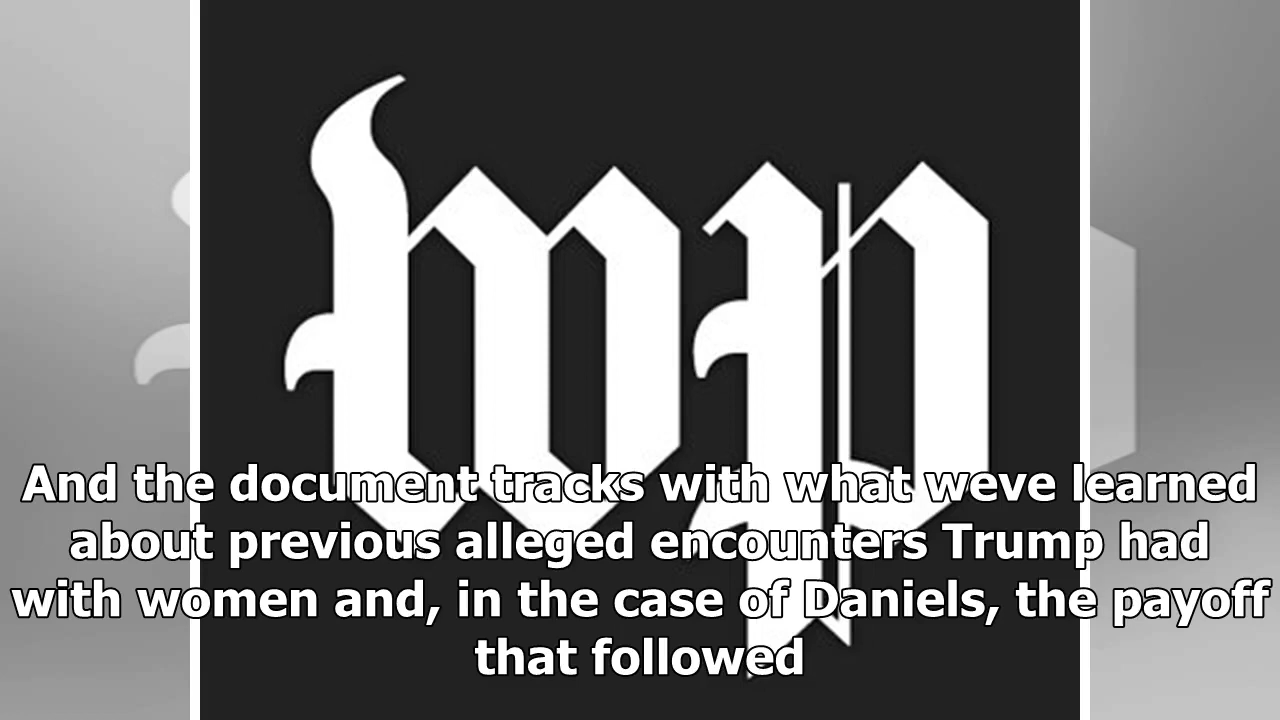 wp
And the document tracks with what weve learned
about previous alleged encounters Trump had
with women and, in the case of Daniels, the payoff
that followed